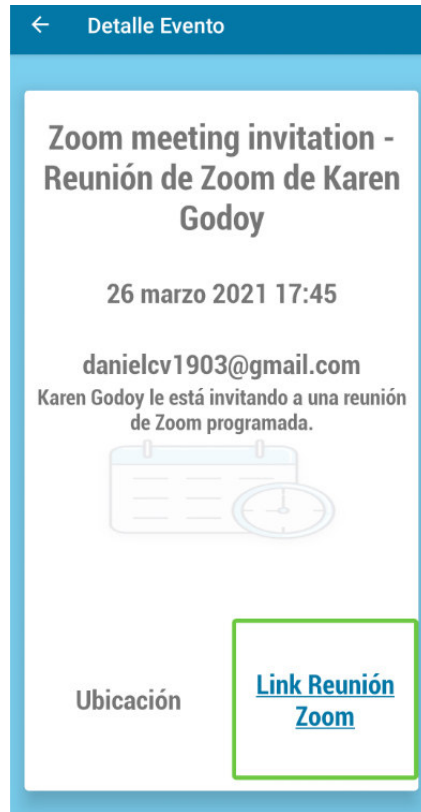 Detalle Evento
Zoom meeting invitation -
Reunión de Zoom de Karen
Godoy
26 marzo 2021 17:45
danielcv1903@gmail.com
Karen Godoy le está invitando a una reunión
de Zoom programada.
Ubicación
Link Reunión
Zoom